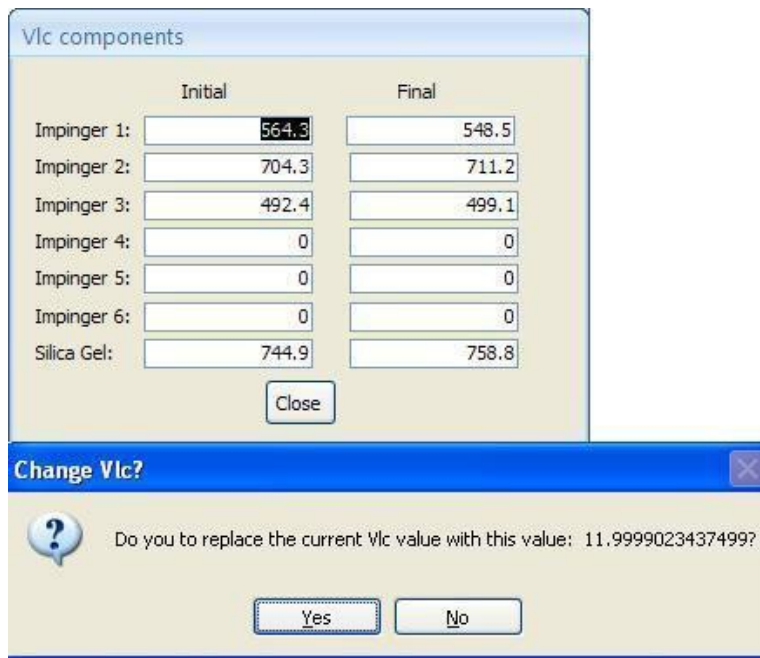 Vlc components
Initial Final
Impinger 1: 564.3 548.5
Impinger 2: 704.3 711.2
Impinger 3: 492.4 499.1
Impinger 4: 0 0
Impinger 5: 0 0
Impinger 6: 0 0
Silica Gel: 744.9 758.8
Close
Change Vlc?
Do you to replace the current Vlc value with this value: 11.9999023437499?
Yes No